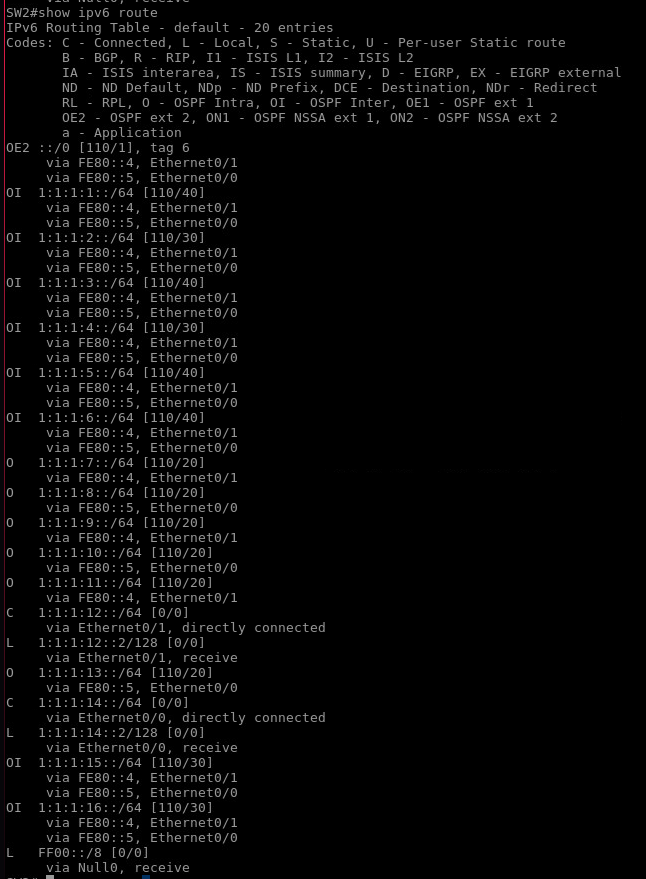 via Null0, receive
SW2#show ipv6 route
IPv6 Routing Table - default - 20 entries
Codes: C - Connected, L - Local, S - Static, U - Per-user Static route
       B - BGP, R - RIP, I1 - ISIS L1, I2 - ISIS L2
       IA - ISIS interarea, IS - ISIS summary, D - EIGRP, EX - EIGRP external
       ND - ND Default, NDp - ND Prefix, DCE - Destination, NDr - Redirect
       RL - RPL, O - OSPF Intra, OI - OSPF Inter, OE1 - OSPF ext 1
       OE2 - OSPF ext 2, ON1 - OSPF NSSA ext 1, ON2 - OSPF NSSA ext 2
       a - Application
OE2 ::/0 [110/1], tag 6
     via FE80::4, Ethernet0/1
     via FE80::5, Ethernet0/0
OI  1:1:1:1::/64 [110/40]
     via FE80::4, Ethernet0/1
     via FE80::5, Ethernet0/0
OI  1:1:1:2::/64 [110/30]
     via FE80::4, Ethernet0/1
     via FE80::5, Ethernet0/0
OI  1:1:1:3::/64 [110/40]
     via FE80::4, Ethernet0/1
     via FE80::5, Ethernet0/0
OI  1:1:1:4::/64 [110/30]
     via FE80::4, Ethernet0/1
     via FE80::5, Ethernet0/0
OI  1:1:1:5::/64 [110/40]
     via FE80::4, Ethernet0/1
     via FE80::5, Ethernet0/0
OI  1:1:1:6::/64 [110/40]
     via FE80::4, Ethernet0/1
     via FE80::5, Ethernet0/0
O   1:1:1:7::/64 [110/20]
     via FE80::4, Ethernet0/1
O   1:1:1:8::/64 [110/20]
     via FE80::5, Ethernet0/0
O   1:1:1:9::/64 [110/20]
     via FE80::4, Ethernet0/1
O   1:1:1:10::/64 [110/20]
     via FE80::5, Ethernet0/0
O   1:1:1:11::/64 [110/20]
     via FE80::4, Ethernet0/1
C   1:1:1:12::/64 [0/0]
     via Ethernet0/1, directly connected
L   1:1:1:12::2/128 [0/0]
     via Ethernet0/1, receive
O   1:1:1:13::/64 [110/20]
     via FE80::5, Ethernet0/0
C   1:1:1:14::/64 [0/0]
     via Ethernet0/0, directly connected
L   1:1:1:14::2/128 [0/0]
     via Ethernet0/0, receive
OI  1:1:1:15::/64 [110/30]
     via FE80::4, Ethernet0/1
     via FE80::5, Ethernet0/0
OI  1:1:1:16::/64 [110/30]
     via FE80::4, Ethernet0/1
     via FE80::5, Ethernet0/0
L   FF00::/8 [0/0]
     via Null0, receive